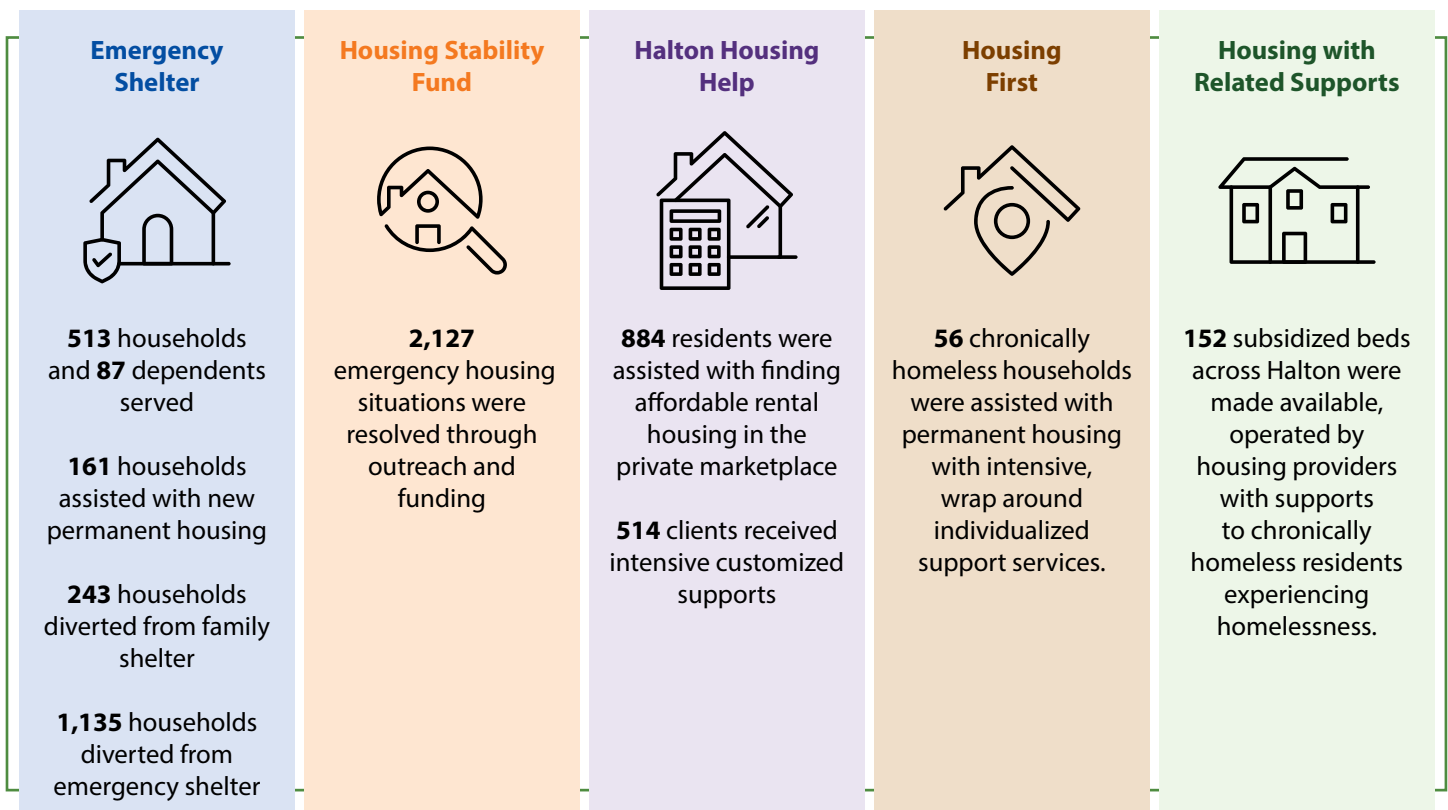 Emergency
Shelter
513 households
and 87 dependents
served
161 households
assisted with new
permanent housing
243 households
diverted from family
shelter
1,135 households
diverted from
emergency shelter
Housing Stability
Fund
2,127
emergency housing
situations were
resolved through
outreach and
funding
Halton Housing
Help
884 residents were
assisted with finding
affordable rental
housing in the
private marketplace
514 clients received
intensive customized
supports
Housing
First
56 chronically
homeless households
were assisted with
permanent housing
with intensive,
wrap around
individualized
support services.
Housing with
Related Supports
152 subsidized beds
across Halton were
made available,
operated by
housing providers
with supports
to chronically
homeless residents
experiencing
homelessness.